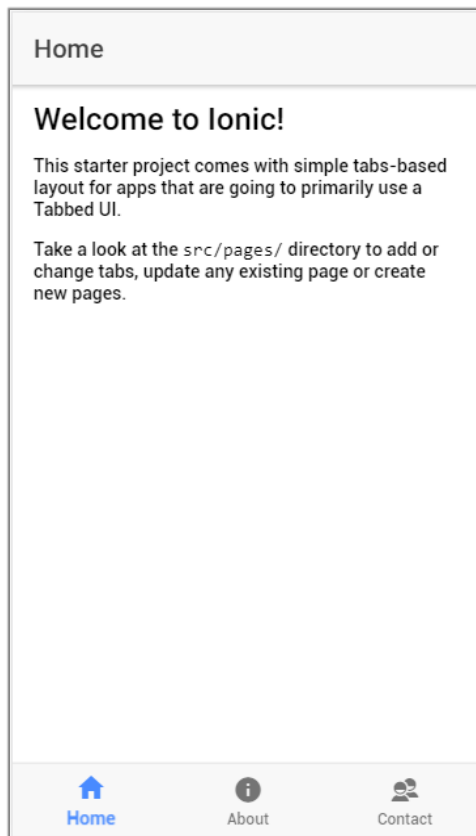 Home
Welcome to Ionic!
This starter project comes with simple tabs-based
layout for apps that are going to primarily use a
Tabbed UI.
Take a look at the src/pages/ directory to add or
change tabs, update any existing page or create
new pages.
Home
About
Contact